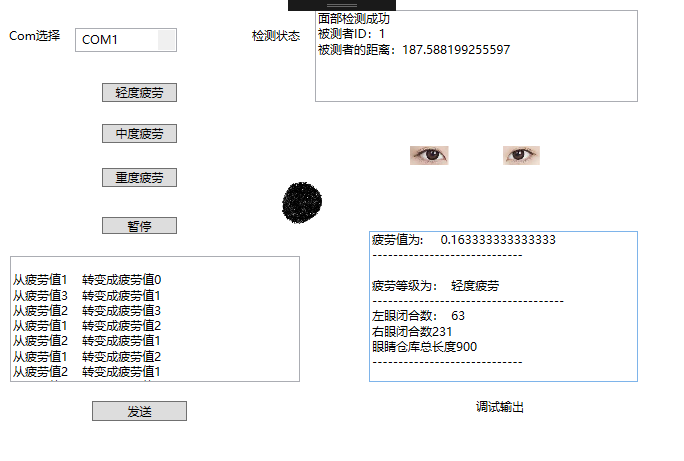 Com选择
COM1
检测状态
面部检测成功
被测者ID：1
被测者的距离：187.588199255597
轻度疲劳
中度疲劳
重度疲劳
暂停
从疲劳值1 转变成疲劳值0
从疲劳值3 转变成疲劳值1
从疲劳值2 转变成疲劳值3
从疲劳值1 转变成疲劳值2
从疲劳值2 转变成疲劳值1
从疲劳值1 转变成疲劳值2
从疲劳值2 转变成疲劳值1
发送
疲劳值为： 0.163333333333333
------------------------------
疲劳等级为： 轻度疲劳
--------------------------------------
左眼闭合数： 63
右眼闭合数231
眼睛仓库总长度900
------------------------------
调试输出